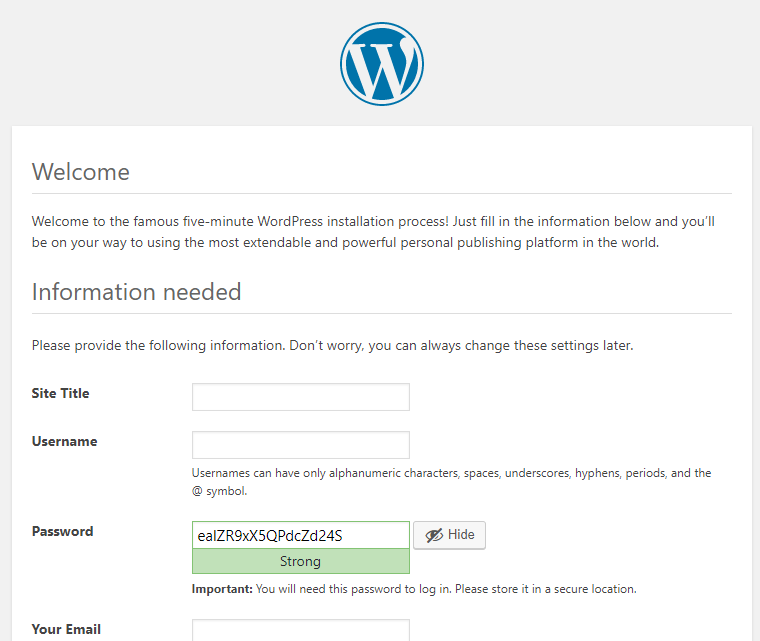 Welcome
Welcome to the famous five-minute WordPress installation process! Just fill in the information below and you’ll
be on your way to using the most extendable and powerful personal publishing platform in the world.
Information needed
Please provide the following information. Don’t worry, you can always change these settings later.
Site Title
Username
Usernames can have only alphanumeric characters, spaces, underscores, hyphens, periods, and the
@ symbol.
Password
ealZR9xX5QPdcZd24S
Hide
Strong
Important: You will need this password to log in. Please store it in a secure location.
Your Email